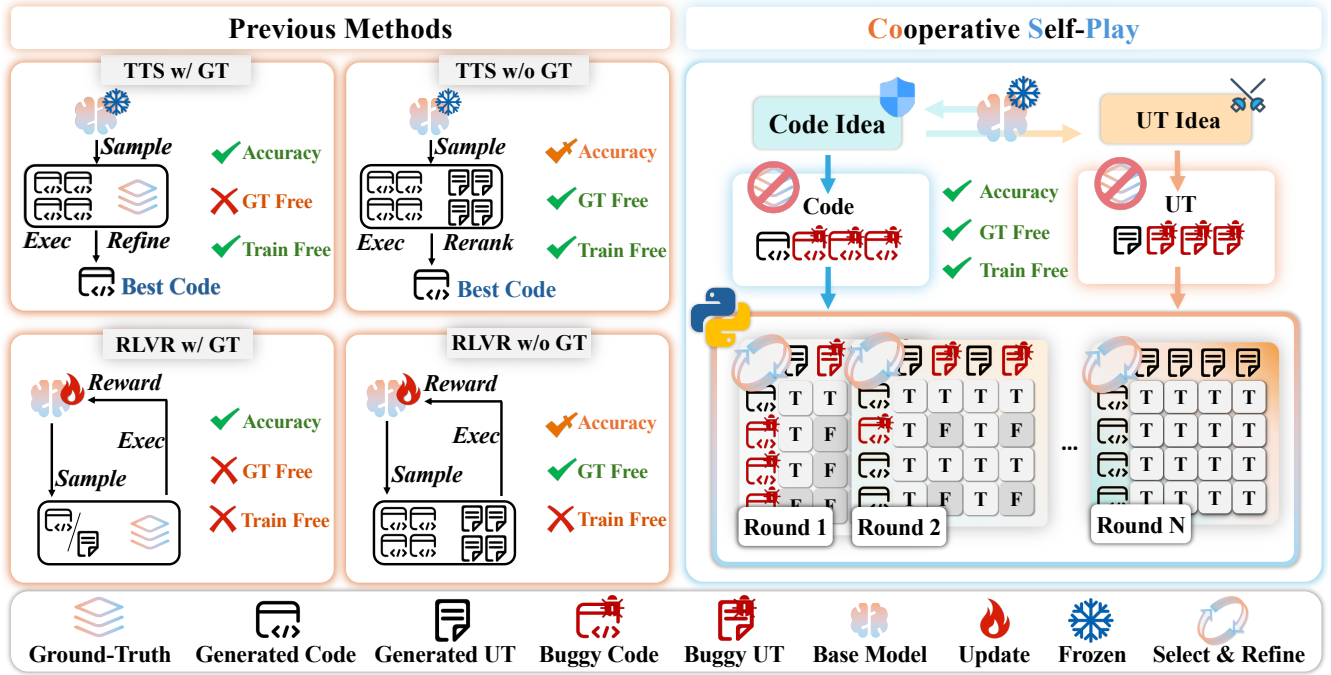 Previous Methods
TTS w/ GT
Sample
Exec
Refine
Best Code
Accuracy
GT Free
Train Free
TTS w/o GT
Sample
Exec
Rerank
Best Code
Accuracy
GT Free
Train Free
RLVR w/ GT
Reward
Exec
Sample
Accuracy
GT Free
Train Free
RLVR w/o GT
Reward
Exec
Sample
Accuracy
GT Free
Train Free
Cooperative Self-Play
Code Idea
UT Idea
Code
UT
Accuracy
GT Free
Train Free
T T
T F
T F
F F
Round 1
T T T T
T F T F
T T T T
T F T F
Round 2
...
T T T T
T T T T
T T T T
T T T T
Round N
Ground-Truth
Generated Code
Generated UT
Buggy Code
Buggy UT
Base Model
Update
Frozen
Select & Refine